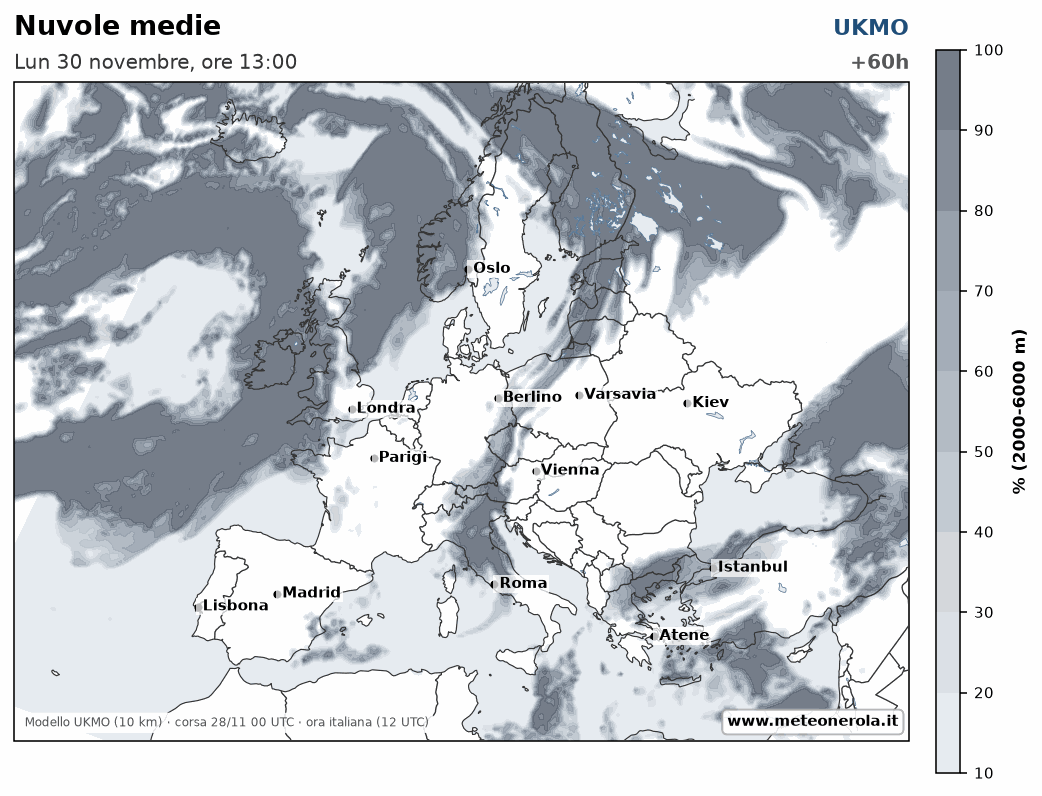 Nuvole medie
UKMO
Lun 30 novembre, ore 13:00
+60h
100
90
80
70
60
50
40
30
20
10
% (2000-6000 m)
Oslo
Berlino
Varsavia
Kiev
Londra
Parigi
Vienna
Istanbul
Roma
Madrid
Lisbona
Atene
Modello UKMO (10 km) · corsa 28/11 00 UTC · ora italiana (12 UTC)
www.meteonerola.it